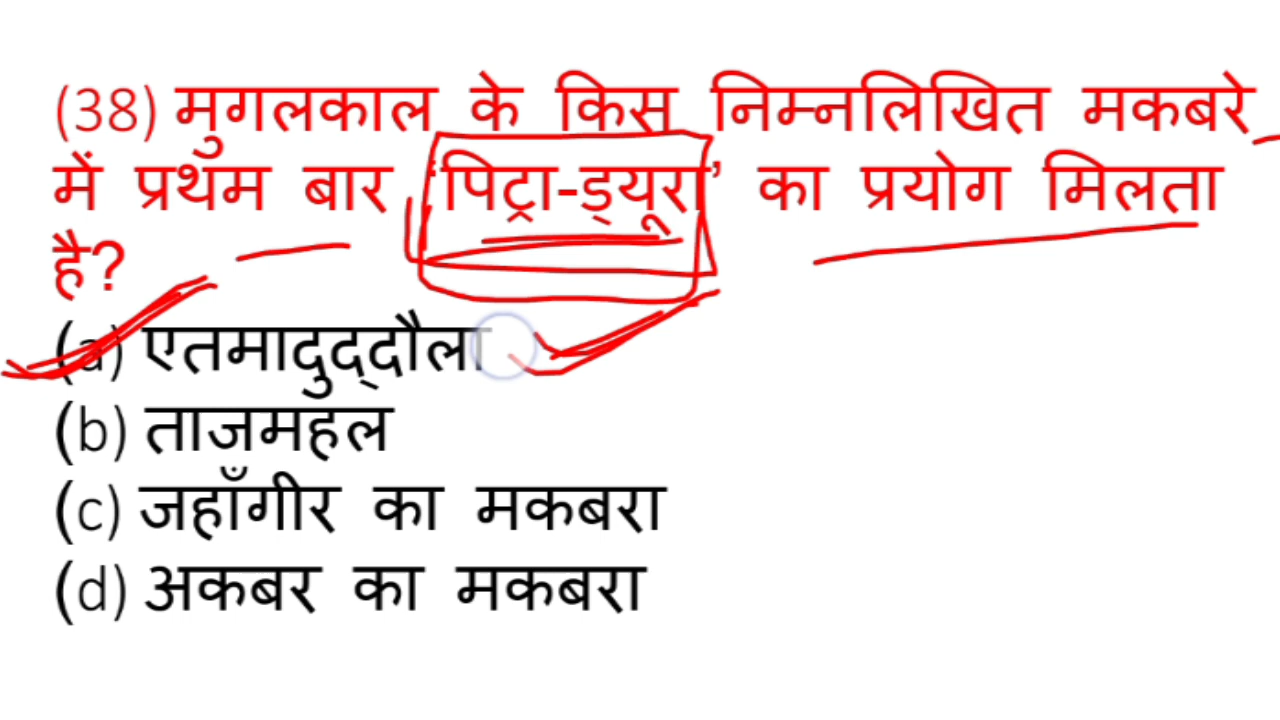 (38) मुगलकाल के किस निम्नलिखित मकबरे
में प्रथम बार 'पिट्रा-ड्यूरा' का प्रयोग मिलता
है?
(a) एतमादुद्दौला
(b) ताजमहल
(c) जहाँगीर का मकबरा
(d) अकबर का मकबरा